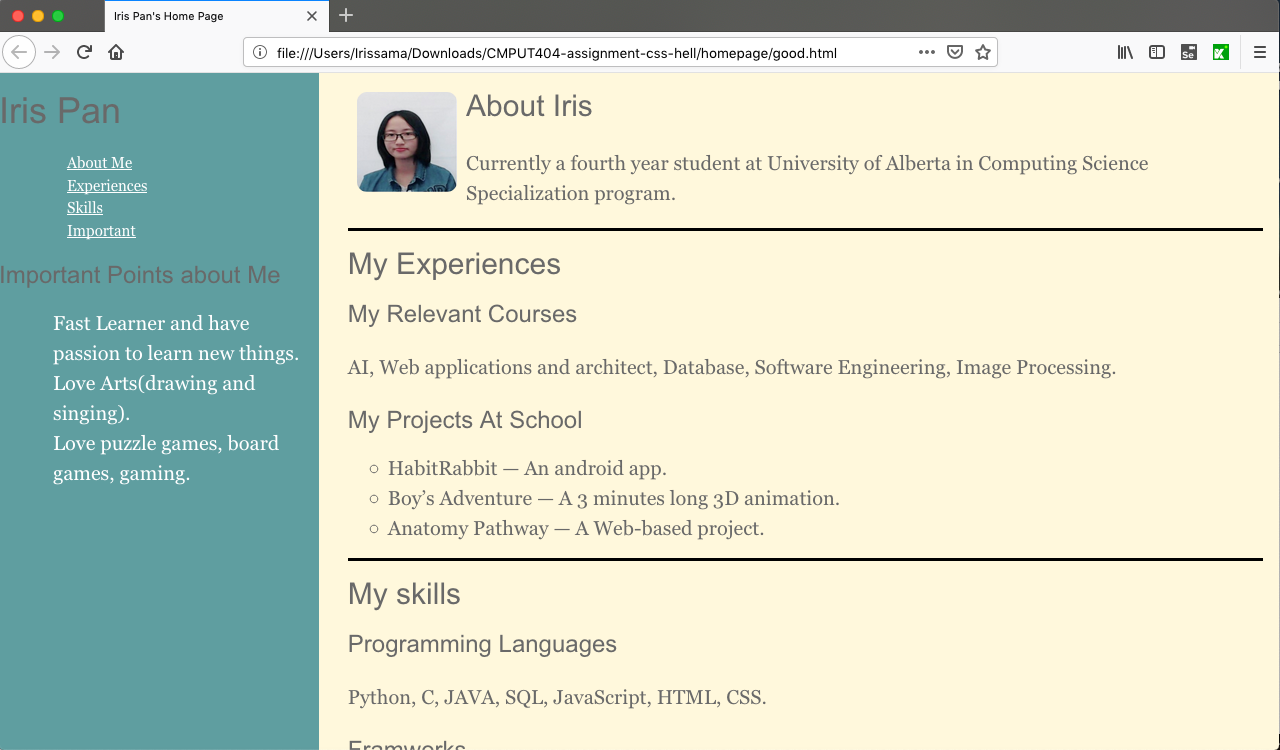 Iris Pan's Home Page
file:///Users/Irissama/Downloads/CMPUT404-assignment-css-hell/homepage/good.html
Se
Iris Pan
About Me
Experiences
Skills
Important
Important Points about Me
Fast Learner and have
passion to learn new things.
Love Arts(drawing and
singing).
Love puzzle games, board
games, gaming.
About Iris
Currently a fourth year student at University of Alberta in Computing Science
Specialization program.
My Experiences
My Relevant Courses
AI, Web applications and architect, Database, Software Engineering, Image Processing.
My Projects At School
HabitRabbit — An android app.
Boy’s Adventure — A 3 minutes long 3D animation.
Anatomy Pathway — A Web-based project.
My skills
Programming Languages
Python, C, JAVA, SQL, JavaScript, HTML, CSS.
Framworks